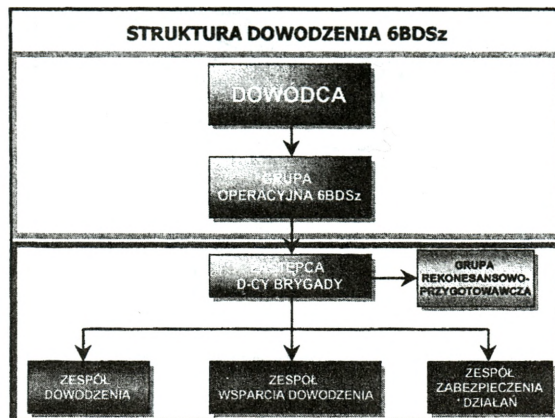 STRUKTURA DOWODZENIA 6BDSz
DOWÓDCA
GRUPA
OPERACYJNA 6BDSz
ZASTĘPCA
D-CY BRYGADY
GRUPA
REKONESANSOWO-
PRZYGOTOWAWCZA
ZESPÓŁ
DOWODZENIA
ZESPÓŁ
WSPARCIA DOWODZENIA
ZESPÓŁ
ZABEZPIECZENIA
DZIAŁAŃ